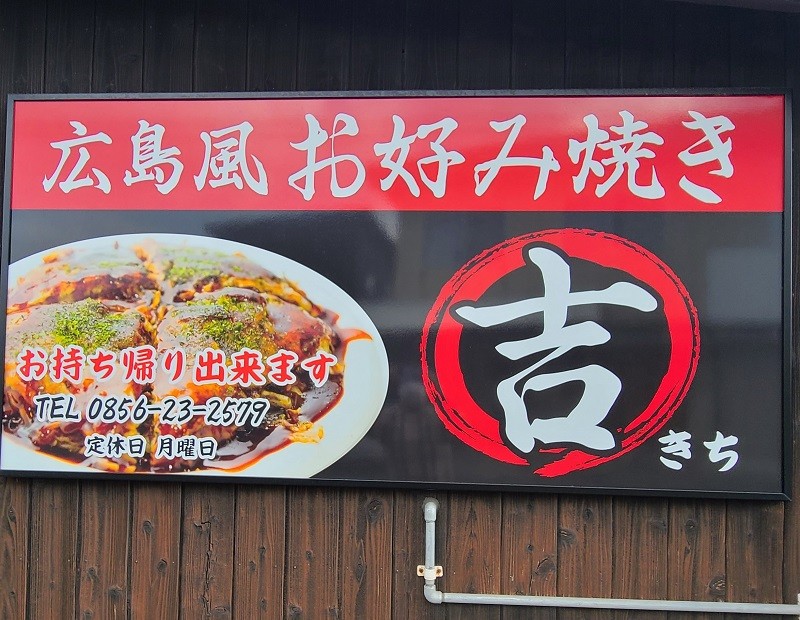 広島風 お好み焼き
お持ち帰り出来ます
TEL 0856-23-2579
定休日 月曜日
吉
きち